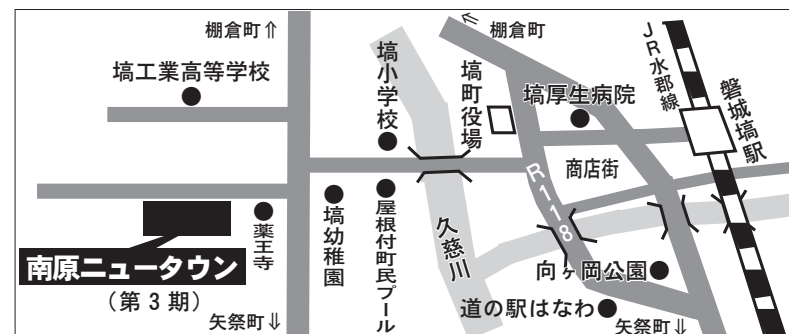 棚倉町⇑
⇖
棚倉町
JR水郡線
塙工業高等学校
塙小学校
塙町役場
塙厚生病院
磐城塙駅
商店街
R118
薬王寺
塙幼稚園
屋根付町民プール
久慈川
南原ニュータウン
（第3期）
向ヶ岡公園
道の駅はなわ
矢祭町⇓
矢祭町⇓